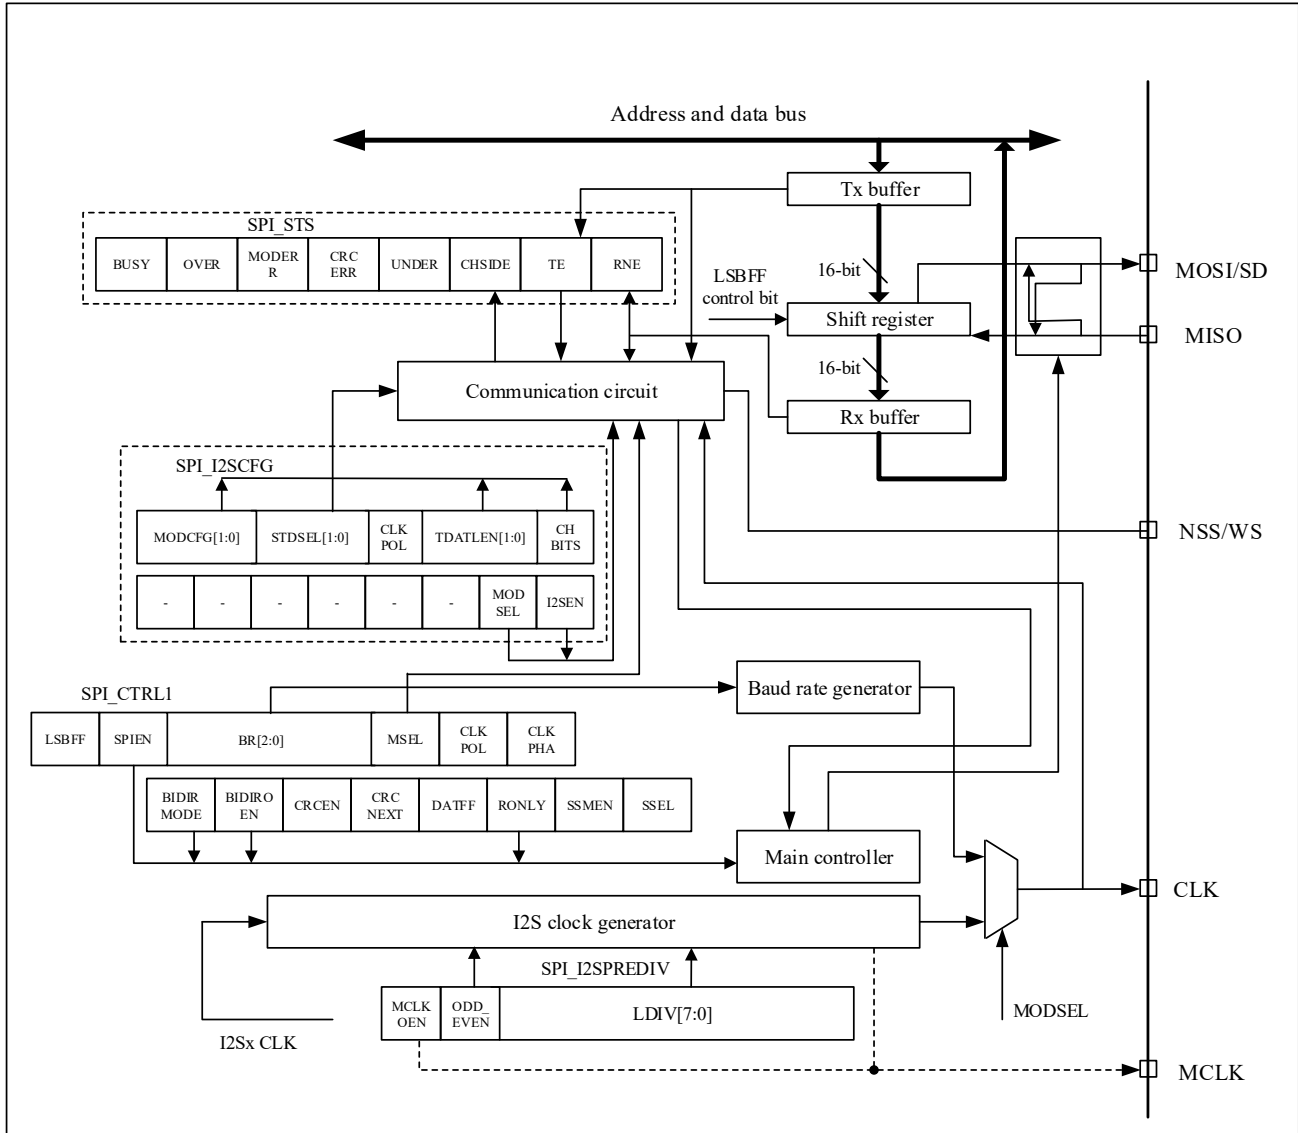 Address and data bus
Tx buffer
SPI_STS
BUSY
OVER
MODER
R
CRC
ERR
UNDER
CHSIDE
TE
RNE
16-bit
LSBFF
control bit
Shift register
MOSI/SD
MISO
16-bit
Communication circuit
Rx buffer
SPI_I2SCFG
MODCFG[1:0]
STDSEL[1:0]
CLK
POL
TDATLEN[1:0]
CH
BITS
NSS/WS
-
-
-
-
-
-
MOD
SEL
I2SEN
SPI_CTRL1
Baud rate generator
LSBFF
SPIEN
BR[2:0]
MSEL
CLK
POL
CLK
PHA
BIDIR
MODE
BIDIRO
EN
CRCEN
CRC
NEXT
DATFF
RONLY
SSMEN
SSEL
Main controller
CLK
I2S clock generator
SPI_I2SPREDIV
MCLK
OEN
ODD_
EVEN
LDIV[7:0]
MODSEL
I2Sx CLK
MCLK